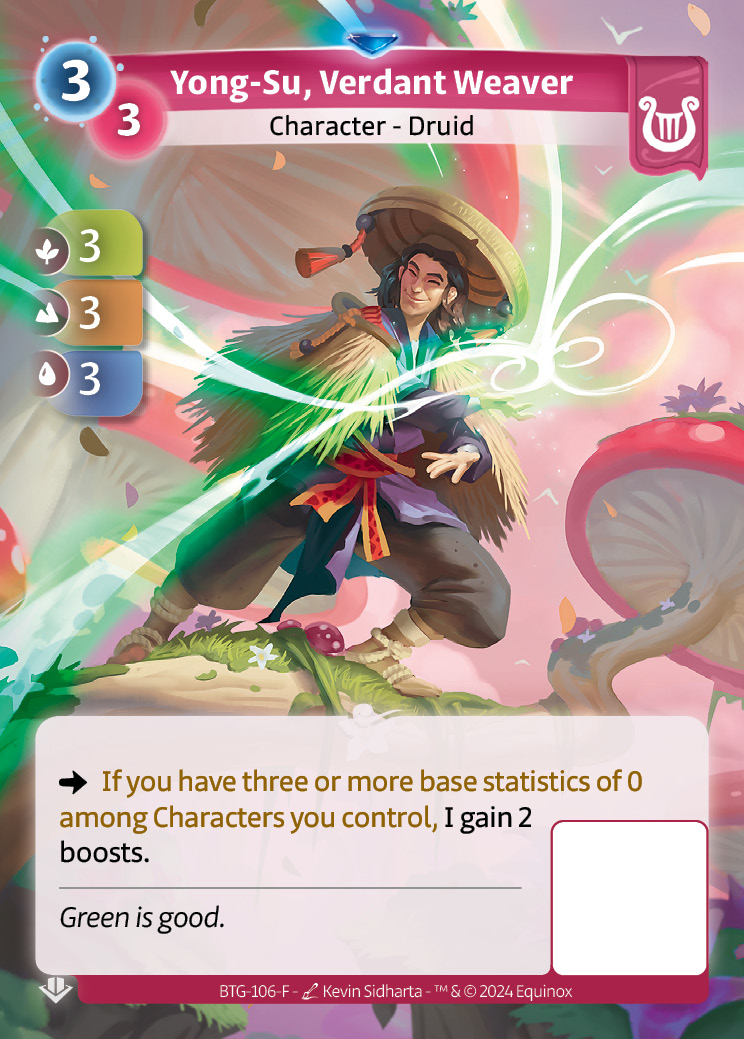 3
Yong-Su, Verdant Weaver
3
Character - Druid
3
3
3
If you have three or more base statistics of 0
among Characters you control, I gain 2
boosts.
Green is good.
BTG-106-F - Kevin Sidharta - ™ & © 2024 Equinox